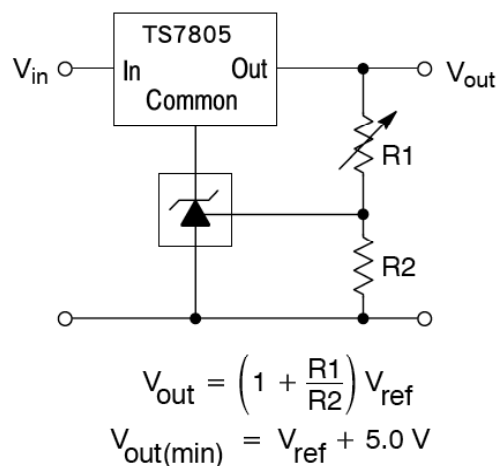 TS7805
V_in In Out V_out
Common
R1
R2
V_out = (1 + R1/R2) V_ref
V_out(min) = V_ref + 5.0 V